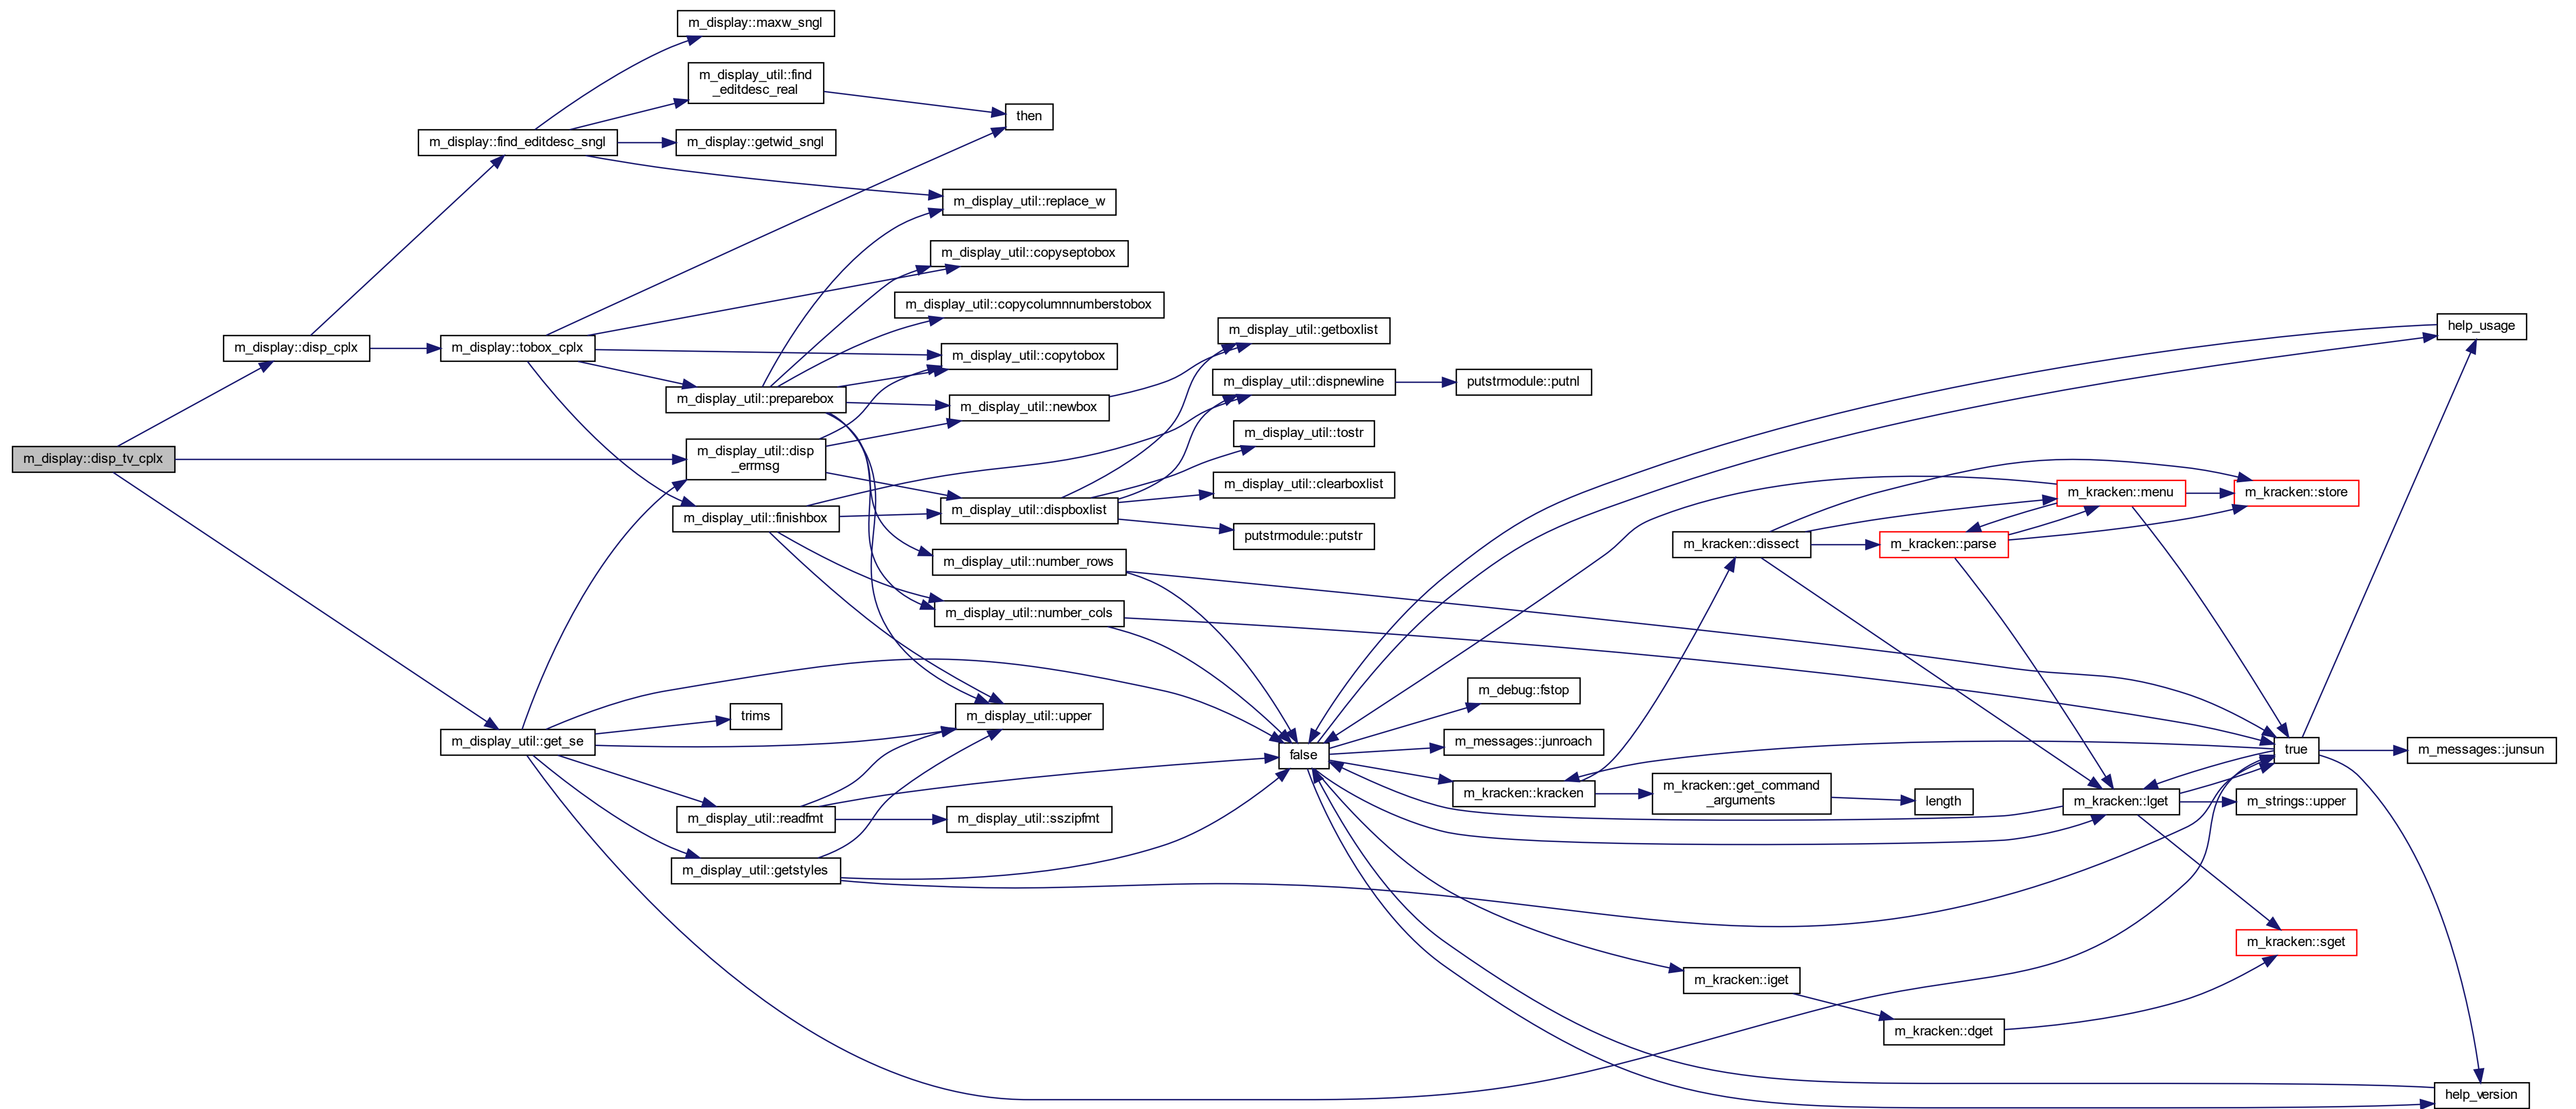 m_display::maxw_sngl
m_display_util::find
_editdesc_real
then
m_display::find_editdesc_sngl
m_display::getwid_sngl
m_display_util::replace_w
m_display_util::copyseptobox
m_display_util::copycolumnnumberstobox
m_display_util::getboxlist
help_usage
m_display::disp_cplx
m_display::tobox_cplx
m_display_util::copytobox
m_display_util::dispnewline
putstrmodule::putnl
m_display_util::preparebox
m_display_util::newbox
m_display_util::tostr
m_display::disp_tv_cplx
m_display_util::disp
_errmsg
m_display_util::clearboxlist
m_kracken::menu
m_kracken::store
m_display_util::finishbox
m_display_util::dispboxlist
putstrmodule::putstr
m_kracken::dissect
m_kracken::parse
m_display_util::number_rows
m_display_util::number_cols
m_debug::fstop
trims
m_display_util::upper
m_display_util::get_se
m_messages::junroach
false
true
m_messages::junsun
m_kracken::kracken
m_kracken::get_command
_arguments
length
m_kracken::lget
m_strings::upper
m_display_util::readfmt
m_display_util::sszipfmt
m_display_util::getstyles
m_kracken::sget
m_kracken::iget
m_kracken::dget
help_version